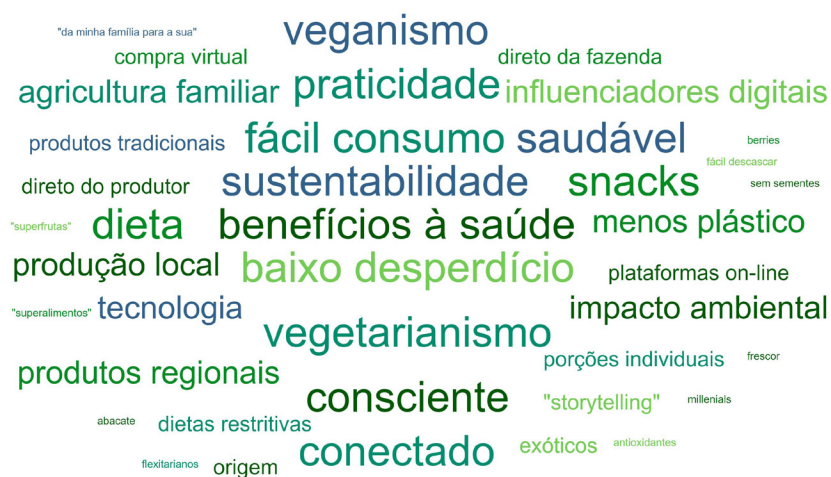 veganismo
"da minha família para a sua"
compra virtual
direto da fazenda
agricultura familiar
praticidade
influenciadores digitais
produtos tradicionais
fácil consumo
saudável
berries
fácil descascar
direto do produtor
sustentabilidade
snacks
sem sementes
"superfrutas"
dieta
benefícios à saúde
menos plástico
produção local
baixo desperdício
plataformas on-line
"superalimentos"
tecnologia
impacto ambiental
vegetarianismo
porções individuais
frescor
produtos regionais
consciente
"storytelling"
millenials
abacate
dietas restritivas
conectado
exóticos
antioxidantes
flexitarianos
origem